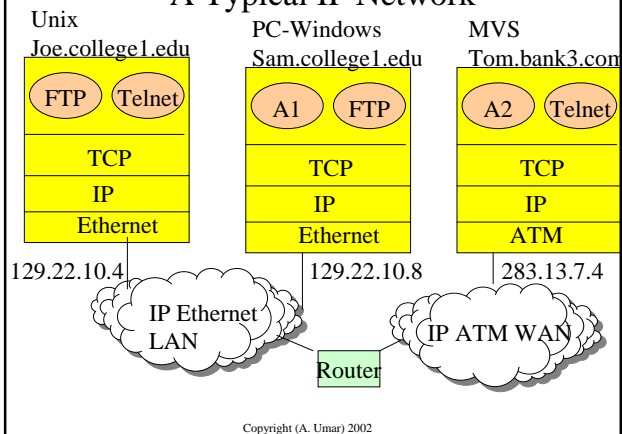 A Typical IP Network
Unix
Joe.college1.edu
PC-Windows
Sam.college1.edu
MVS
Tom.bank3.com
FTP
Telnet
TCP
IP
Ethernet
A1
FTP
TCP
IP
Ethernet
A2
Telnet
TCP
IP
ATM
129.22.10.4
129.22.10.8
283.13.7.4
IP Ethernet
LAN
Router
IP ATM WAN
Copyright (A. Umar) 2002